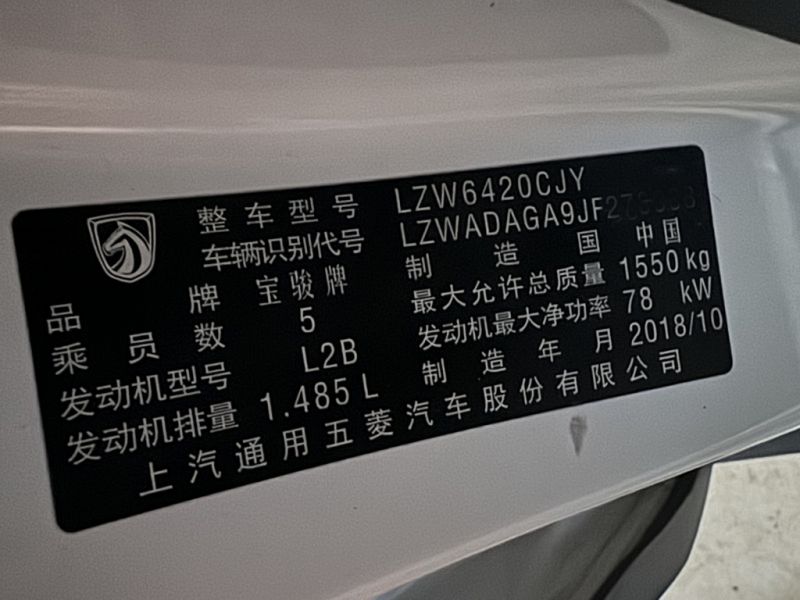 整车型号 LZW6420CJY
车辆识别代号 LZWADAGA9JF
品牌 宝骏牌 制造国 中国
乘员数 5 最大允许总质量 1550kg
发动机型号 L2B 发动机最大净功率 78 kW
发动机排量 1.485L 制造年月 2018/10
上汽通用五菱汽车股份有限公司